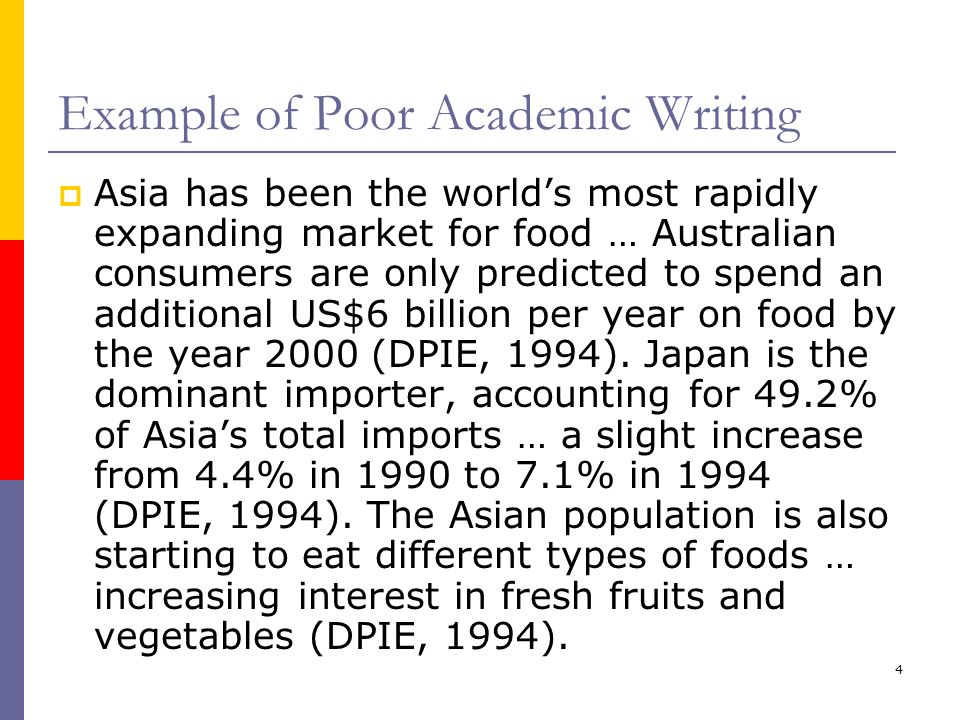 Example of Poor Academic Writing
Asia has been the world’s most rapidly
expanding market for food … Australian
consumers are only predicted to spend an
additional US$6 billion per year on food by
the year 2000 (DPIE, 1994). Japan is the
dominant importer, accounting for 49.2%
of Asia’s total imports … a slight increase
from 4.4% in 1990 to 7.1% in 1994
(DPIE, 1994). The Asian population is also
starting to eat different types of foods …
increasing interest in fresh fruits and
vegetables (DPIE, 1994).
4